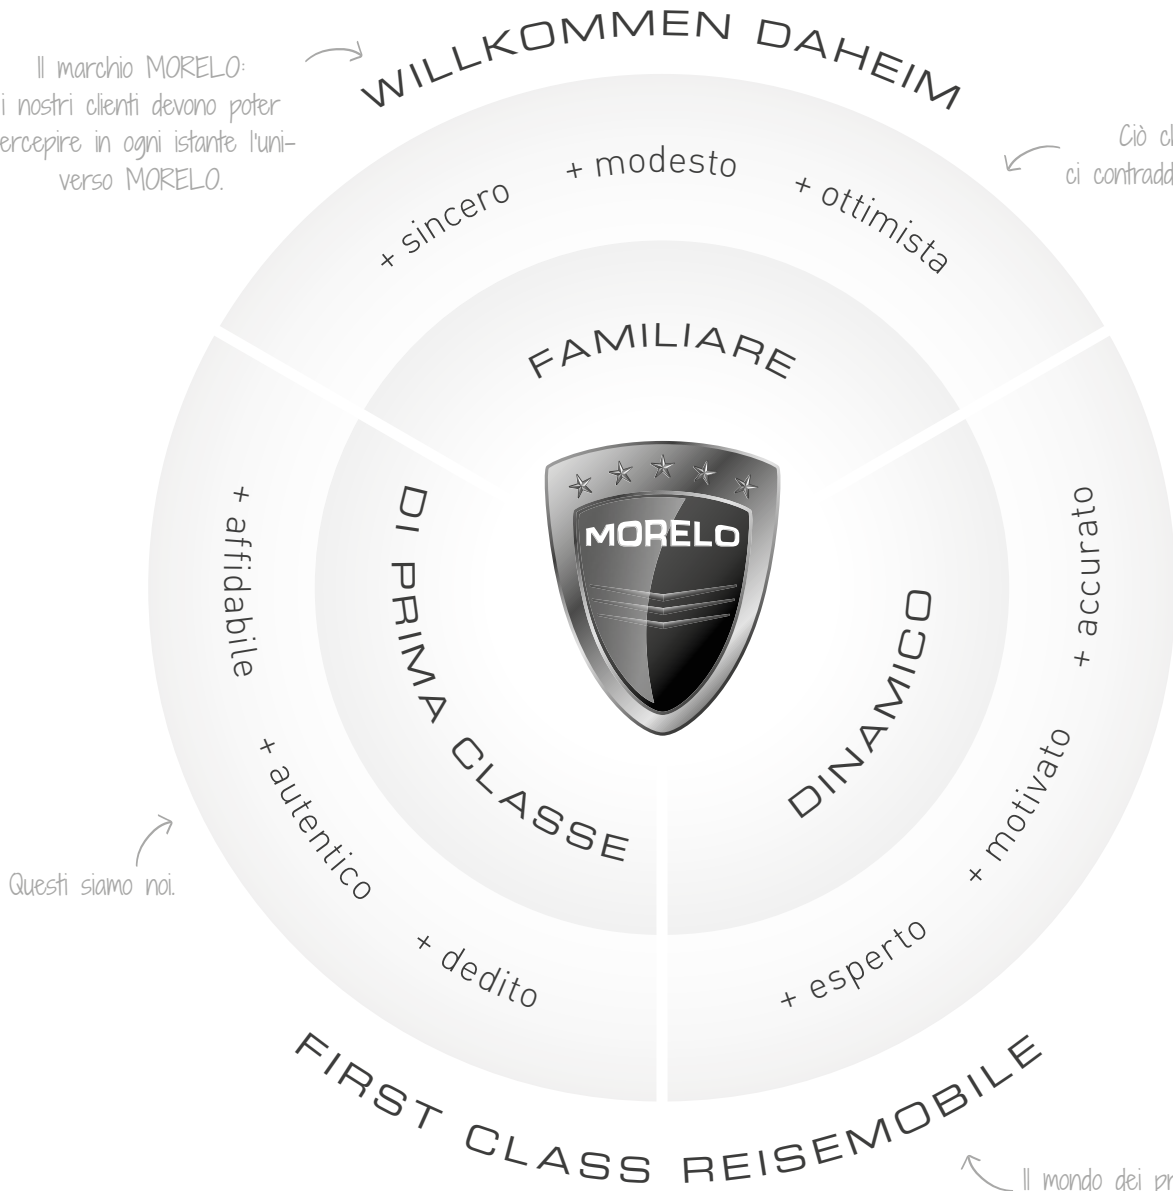 WILLKOMMEN DAHEIM
Il marchio MORELO:
i nostri clienti devono poter
ercepire in ogni istante l'uni-
verso MORELO.
Ciò
ci
+ sincero
+ modesto
+ ottimista
FAMILIARE
MORELO
DI PRIMA CLASSE
DINAMICO
+ affidabile
+ autentico
+ dedito
+ accurato
+ motivato
+ esperto
Questi siamo noi.
FIRST CLASS REISEMOBILE
Il mondo dei